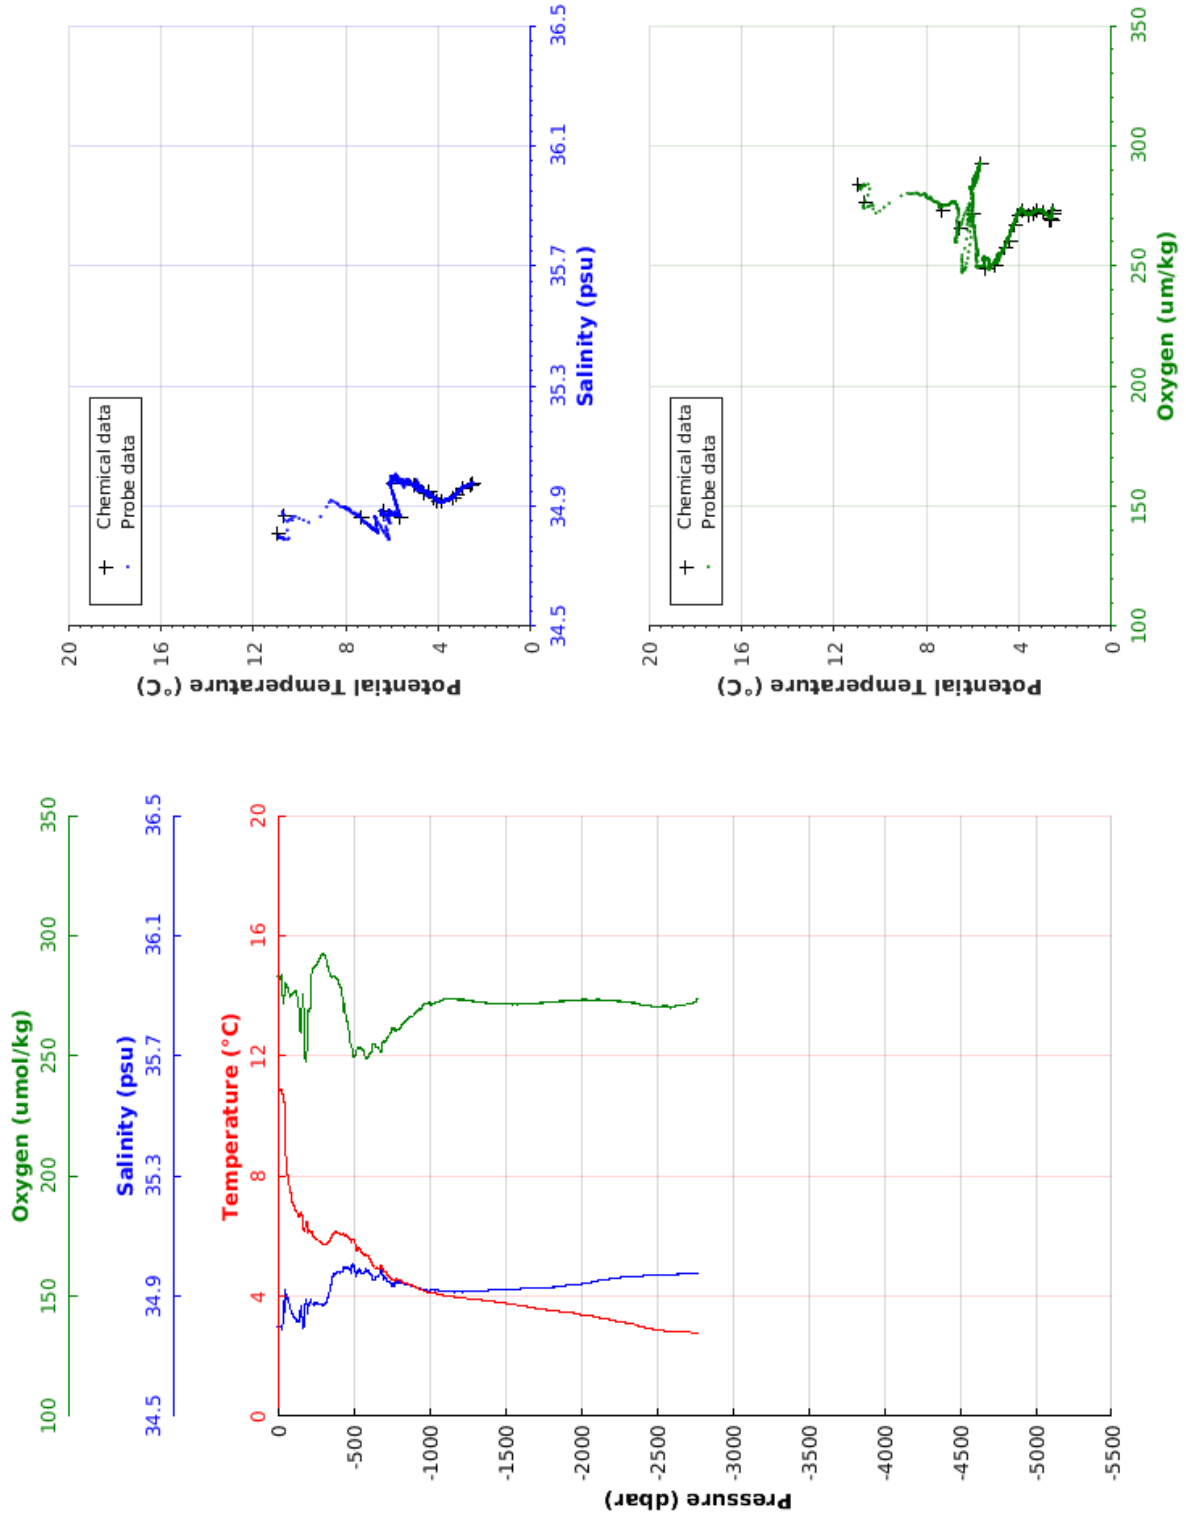 Oxygen (umol/kg)
100 150 200 250 300 350
Salinity (psu)
34.5 34.9 35.3 35.7 36.1 36.5
Temperature (°C)
0 4 8 12 16 20
Pressure (dbar)
0
-500
-1000
-1500
-2000
-2500
-3000
-3500
-4000
-4500
-5000
-5500
Potential Temperature (°C)
20
16
12
8
4
0
Chemical data
Probe data
34.5 34.9 35.3 35.7 36.1 36.5
Salinity (psu)
Potential Temperature (°C)
20
16
12
8
4
0
Chemical data
Probe data
100 150 200 250 300 350
Oxygen (um/kg)